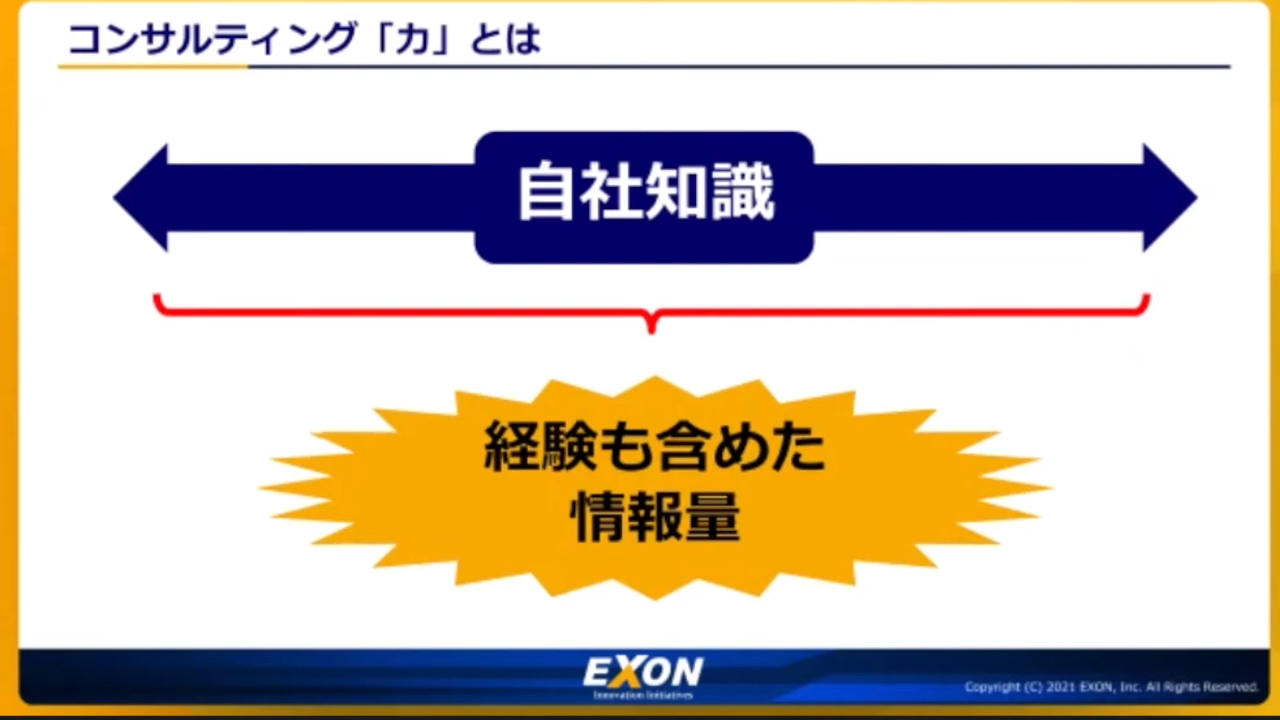 コンサルティング「力」とは
自社知識
経験も含めた
情報量
EXON
Innovation Initiatives
Copyright (C) 2021 EXON, Inc. All Rights Reserved.